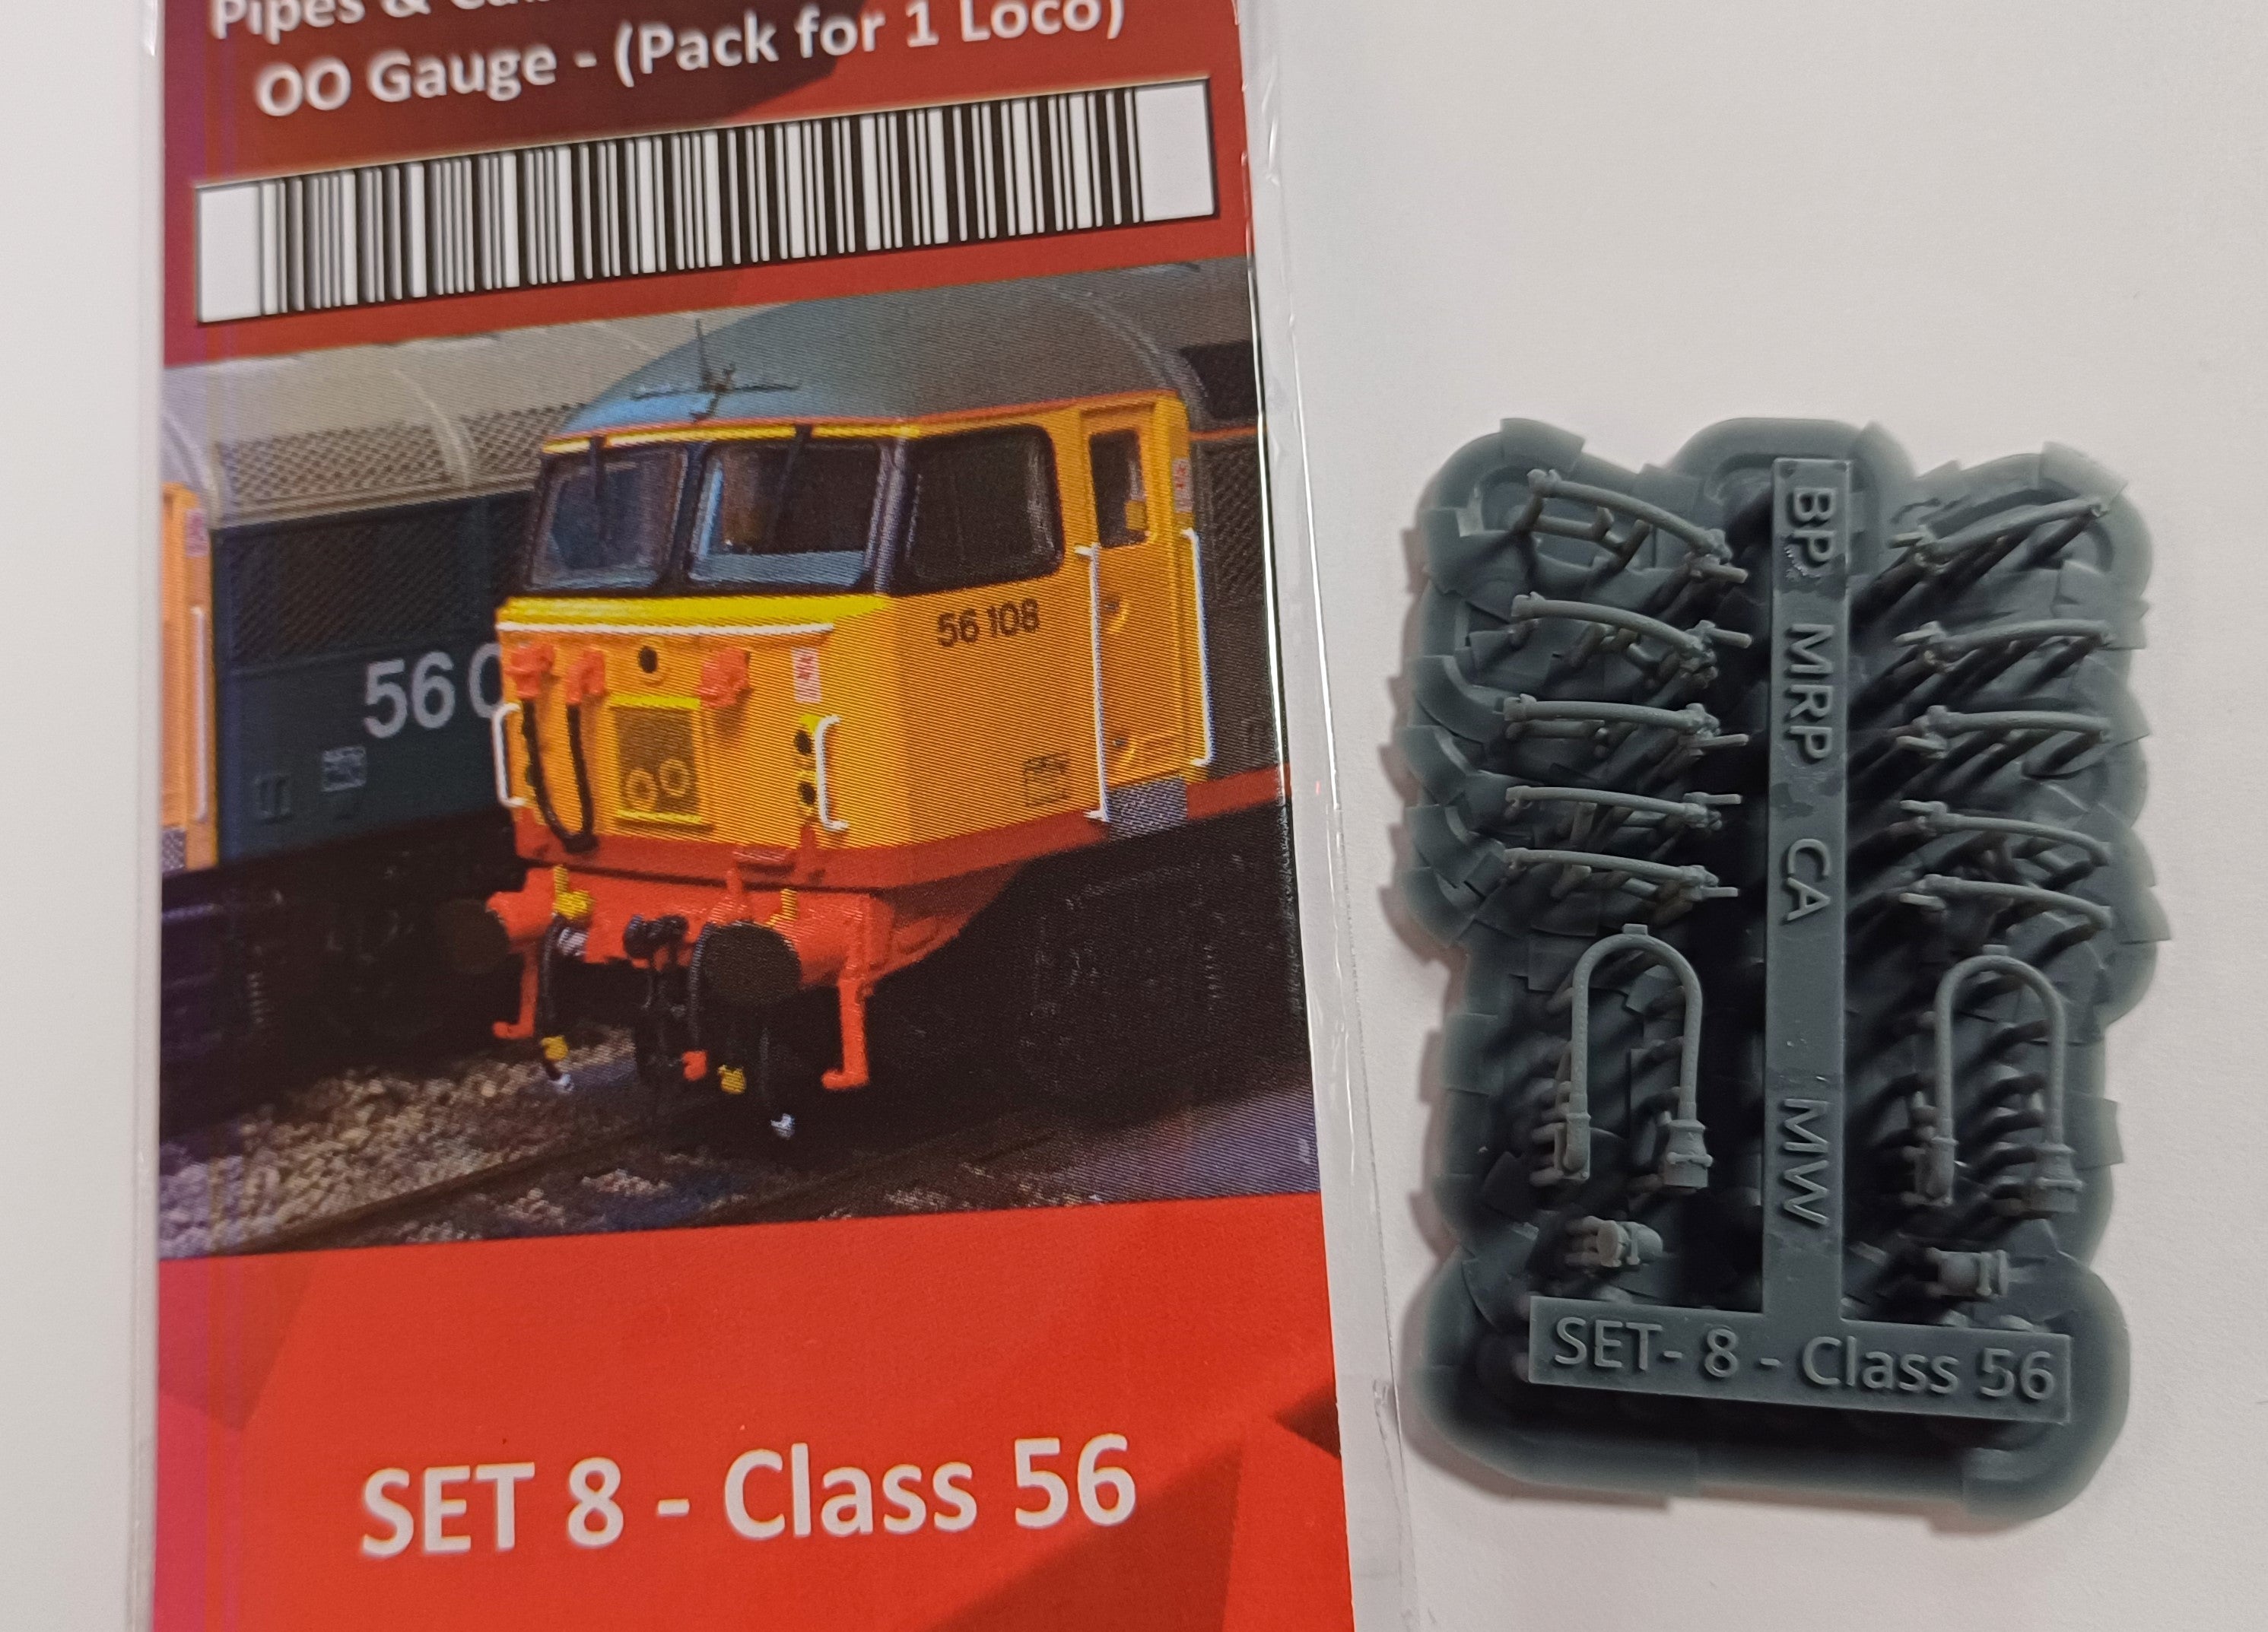 Pipes &
OO Gauge - (Pack for 1 Loco)
56 108
56
SET 8 - Class 56
BP MRP CA MW
SET- 8 - Class 56